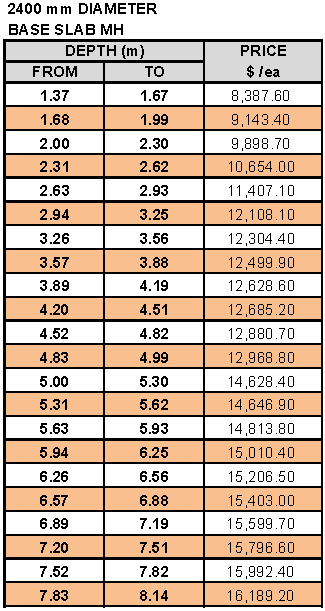 2400 mm DIAMETER
BASE SLAB MH
DEPTH (m) PRICE
FROM TO $ /ea
1.37 1.67 8,387.60
1.68 1.99 9,143.40
2.00 2.30 9,898.70
2.31 2.62 10,654.00
2.63 2.93 11,407.10
2.94 3.25 12,108.10
3.26 3.56 12,304.40
3.57 3.88 12,499.90
3.89 4.19 12,628.60
4.20 4.51 12,685.20
4.52 4.82 12,880.70
4.83 4.99 12,968.80
5.00 5.30 14,628.40
5.31 5.62 14,646.90
5.63 5.93 14,813.80
5.94 6.25 15,010.40
6.26 6.56 15,206.50
6.57 6.88 15,403.00
6.89 7.19 15,599.70
7.20 7.51 15,796.60
7.52 7.82 15,992.40
7.83 8.14 16,189.20